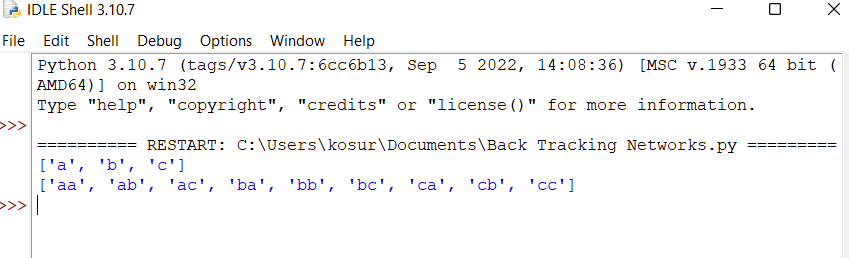 IDLE Shell 3.10.7
File Edit Shell Debug Options Window Help
Python 3.10.7 (tags/v3.10.7:6cc6b13, Sep  5 2022, 14:08:36) [MSC v.1933 64 bit (
AMD64)] on win32
Type "help", "copyright", "credits" or "license()" for more information.
>>>
========== RESTART: C:\Users\kosur\Documents\Back Tracking Networks.py =========
['a', 'b', 'c']
['aa', 'ab', 'ac', 'ba', 'bb', 'bc', 'ca', 'cb', 'cc']
>>>